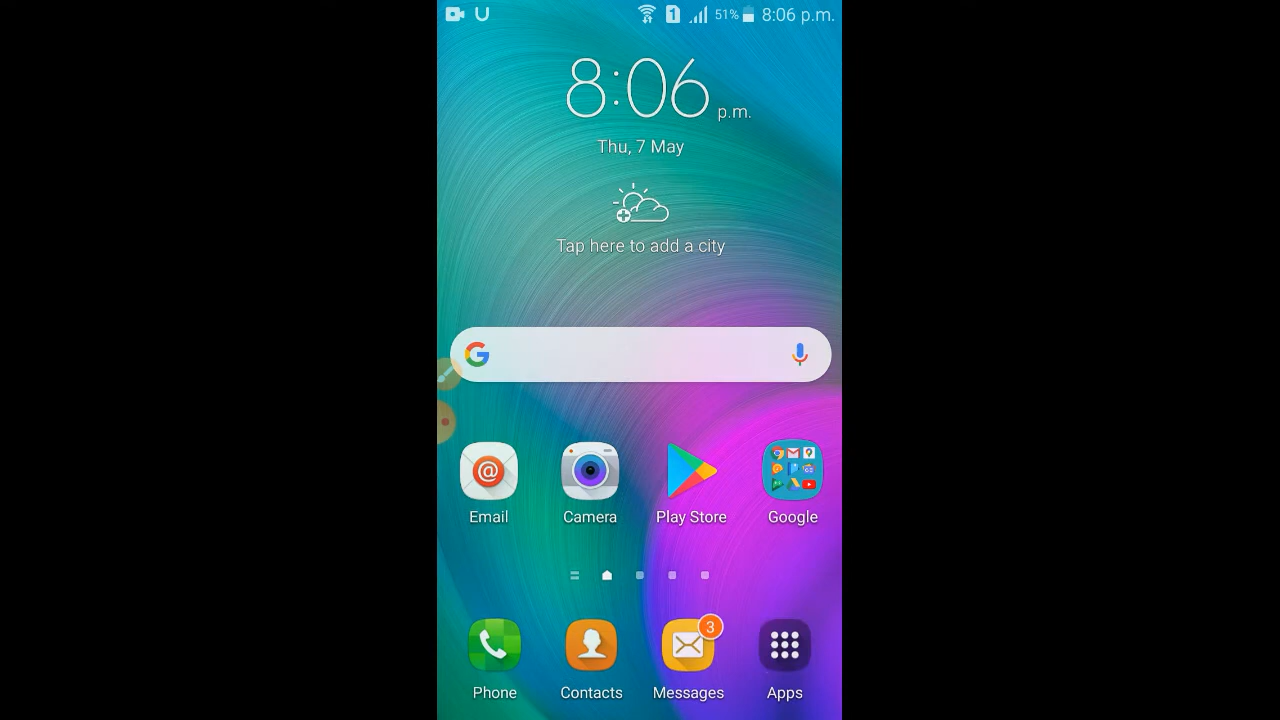 1 51% 8:06 p.m.
8:06 p.m.
Thu, 7 May
Tap here to add a city
Email Camera Play Store Google
3
Phone Contacts Messages Apps